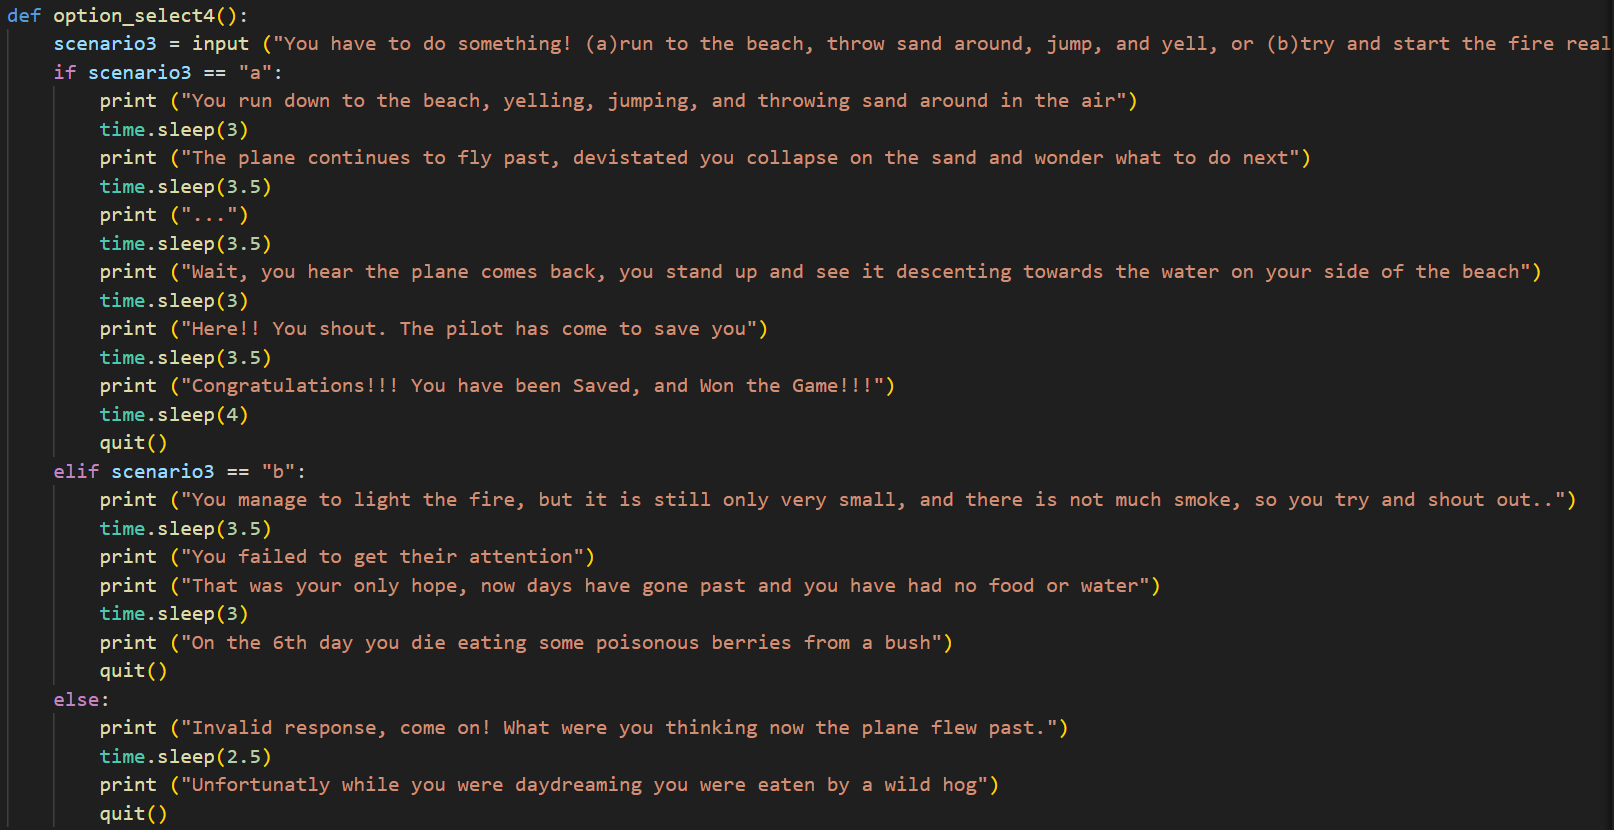 def option_select4():
    scenario3 = input ("You have to do something! (a)run to the beach, throw sand around, jump, and yell, or (b)try and start the fire real
    if scenario3 == "a":
        print ("You run down to the beach, yelling, jumping, and throwing sand around in the air")
        time.sleep(3)
        print ("The plane continues to fly past, devistated you collapse on the sand and wonder what to do next")
        time.sleep(3.5)
        print ("...")
        time.sleep(3.5)
        print ("Wait, you hear the plane comes back, you stand up and see it descenting towards the water on your side of the beach")
        time.sleep(3)
        print ("Here!! You shout. The pilot has come to save you")
        time.sleep(3.5)
        print ("Congratulations!!! You have been Saved, and Won the Game!!!")
        time.sleep(4)
        quit()
    elif scenario3 == "b":
        print ("You manage to light the fire, but it is still only very small, and there is not much smoke, so you try and shout out..")
        time.sleep(3.5)
        print ("You failed to get their attention")
        print ("That was your only hope, now days have gone past and you have had no food or water")
        time.sleep(3)
        print ("On the 6th day you die eating some poisonous berries from a bush")
        quit()
    else:
        print ("Invalid response, come on! What were you thinking now the plane flew past.")
        time.sleep(2.5)
        print ("Unfortunatly while you were daydreaming you were eaten by a wild hog")
        quit()